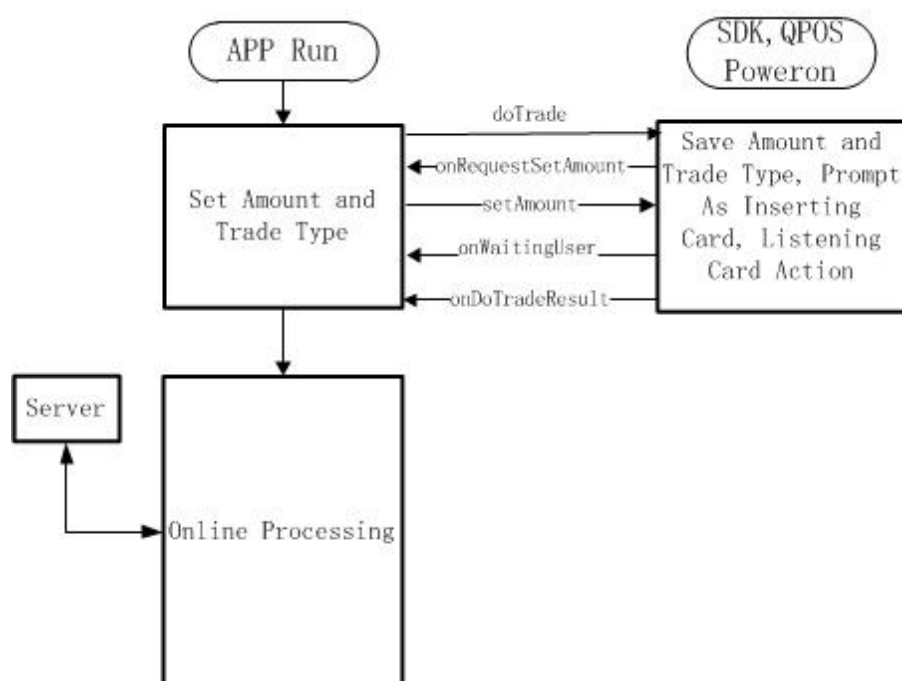 APP Run
SDK,QPOS
Poweron
doTrade
onRequestSetAmount
setAmount
onWaitingUser
onDoTradeResult
Set Amount and
Trade Type
Save Amount and
Trade Type, Prompt
As Inserting
Card, Listening
Card Action
Server
Online Processing